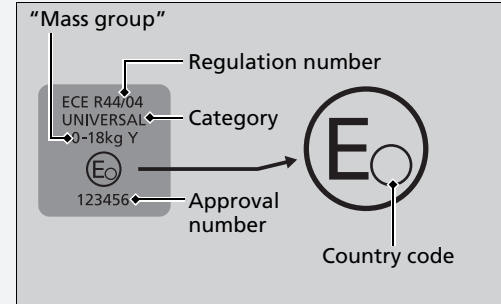 “Mass group”
Regulation number
ECE R44/04
UNIVERSAL
Category
0-18kg Y
E
E
123456
Approval
number
Country code